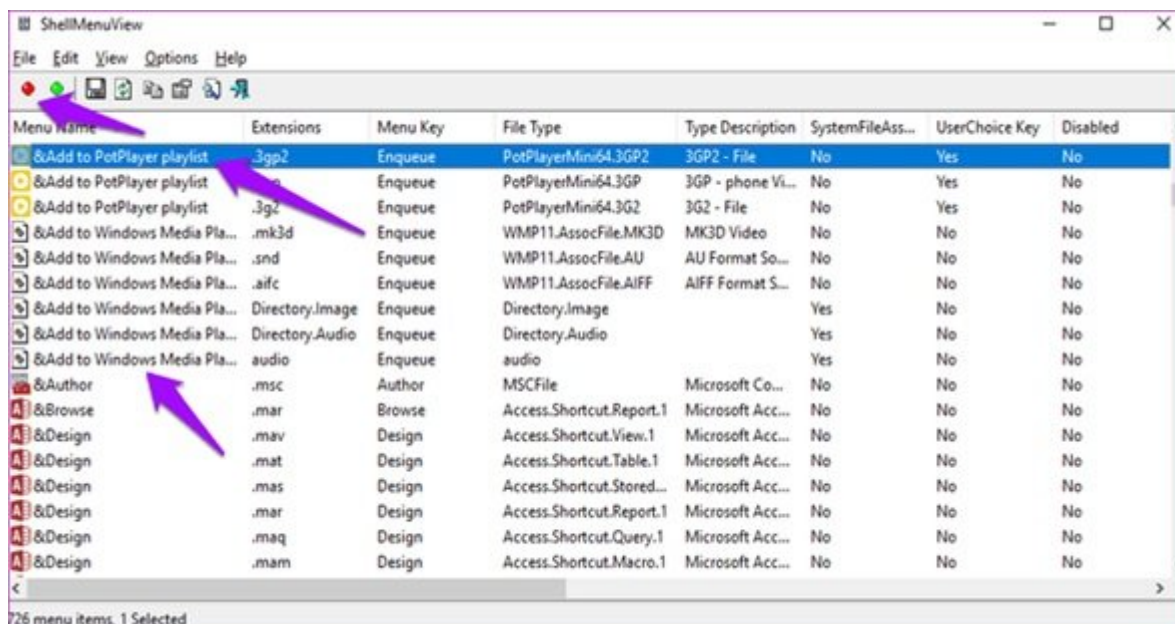 ShellMenuView
File Edit View Options Help
Menu Name Extensions Menu Key File Type Type Description SystemFileAss... UserChoice Key Disabled
&Add to PotPlayer playlist .3gp2 Enqueue PotPlayerMini64.3GP2 3GP2 - File No Yes No
&Add to PotPlayer playlist Enqueue PotPlayerMini64.3GP 3GP - phone Vi... No Yes No
&Add to PotPlayer playlist .3g2 Enqueue PotPlayerMini64.3G2 3G2 - File No Yes No
&Add to Windows Media Pla... .mk3d Enqueue WMP11.AssocFile.MK3D MK3D Video No No No
&Add to Windows Media Pla... .snd Enqueue WMP11.AssocFile.AU AU Format So... No No No
&Add to Windows Media Pla... .aifc Enqueue WMP11.AssocFile.AIFF AIFF Format S... No No No
&Add to Windows Media Pla... Directory.Image Enqueue Directory.Image Yes No No
&Add to Windows Media Pla... Directory.Audio Enqueue Directory.Audio Yes No No
&Add to Windows Media Pla... audio Enqueue audio Yes No No
&Author .msc Author MSCFile Microsoft Co... No No No
&Browse .mar Browse Access.Shortcut.Report.1 Microsoft Acc... No No No
&Design .mav Design Access.Shortcut.View.1 Microsoft Acc... No No No
&Design .mat Design Access.Shortcut.Table.1 Microsoft Acc... No No No
&Design .mas Design Access.Shortcut.Stored... Microsoft Acc... No No No
&Design .mar Design Access.Shortcut.Report.1 Microsoft Acc... No No No
&Design .maq Design Access.Shortcut.Query.1 Microsoft Acc... No No No
&Design .mam Design Access.Shortcut.Macro.1 Microsoft Acc... No No No
726 menu items, 1 Selected